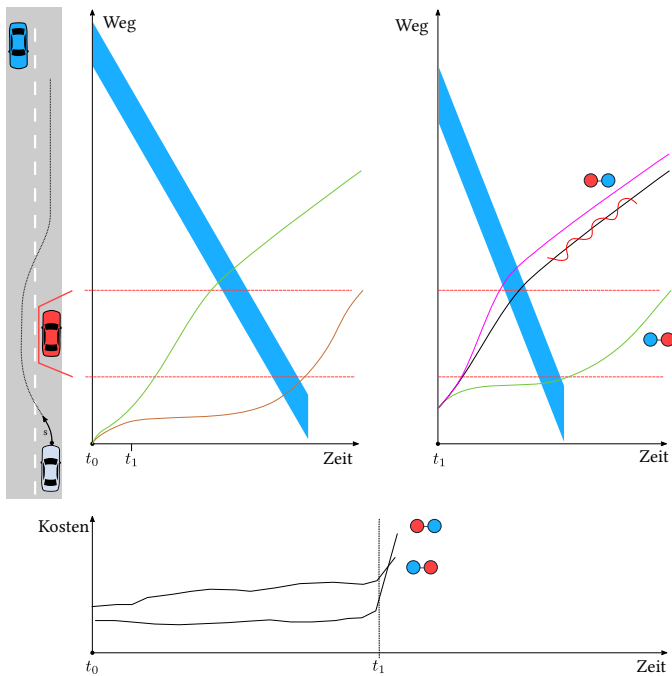 Weg
Weg
s
t₀
t₁
Zeit
t₁
Zeit
Kosten
t₀
t₁
Zeit